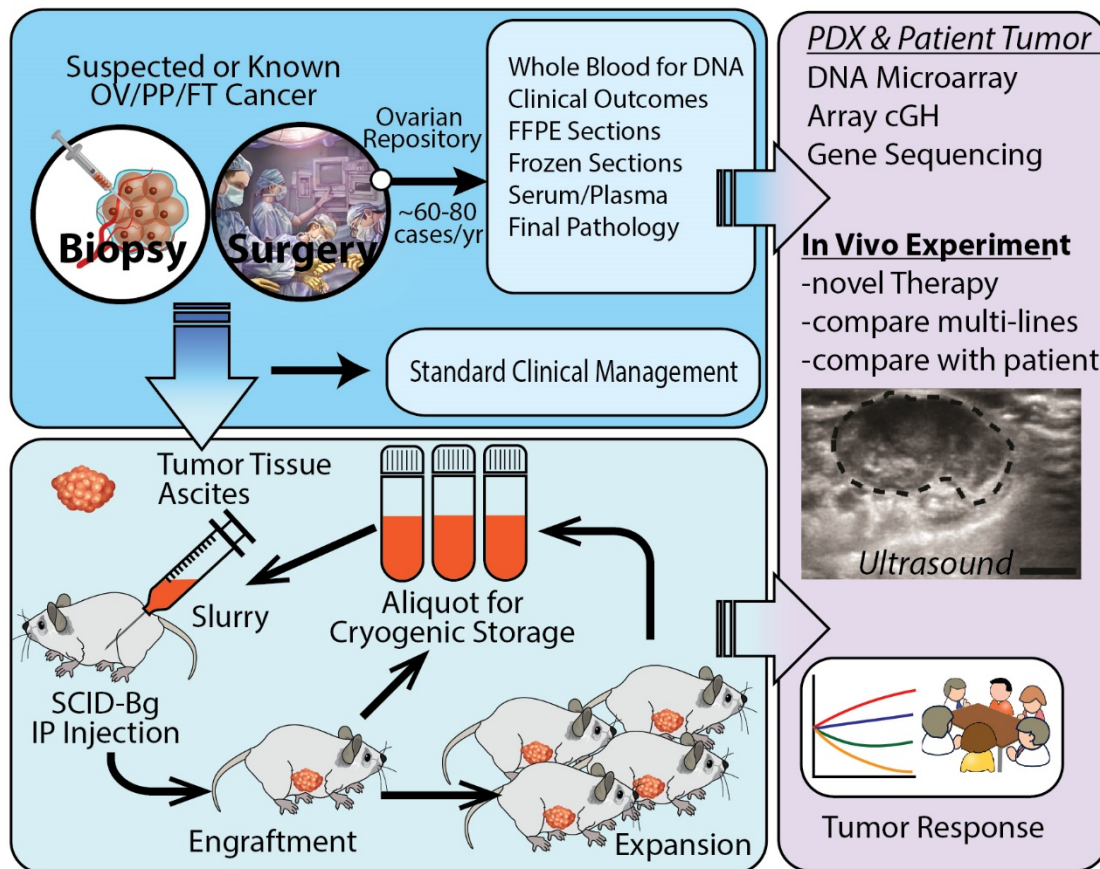 Suspected or Known
OV/PP/FT Cancer
Biopsy
Surgery
Ovarian
Repository
~60-80
cases/yr
Whole Blood for DNA
Clinical Outcomes
FFPE Sections
Frozen Sections
Serum/Plasma
Final Pathology
Standard Clinical Management
Tumor Tissue
Ascites
Slurry
Aliquot for
Cryogenic Storage
SCID-Bg
IP Injection
Engraftment
Expansion
PDX & Patient Tumor
DNA Microarray
Array cGH
Gene Sequencing
In Vivo Experiment
-novel Therapy
-compare multi-lines
-compare with patient
Ultrasound
Tumor Response